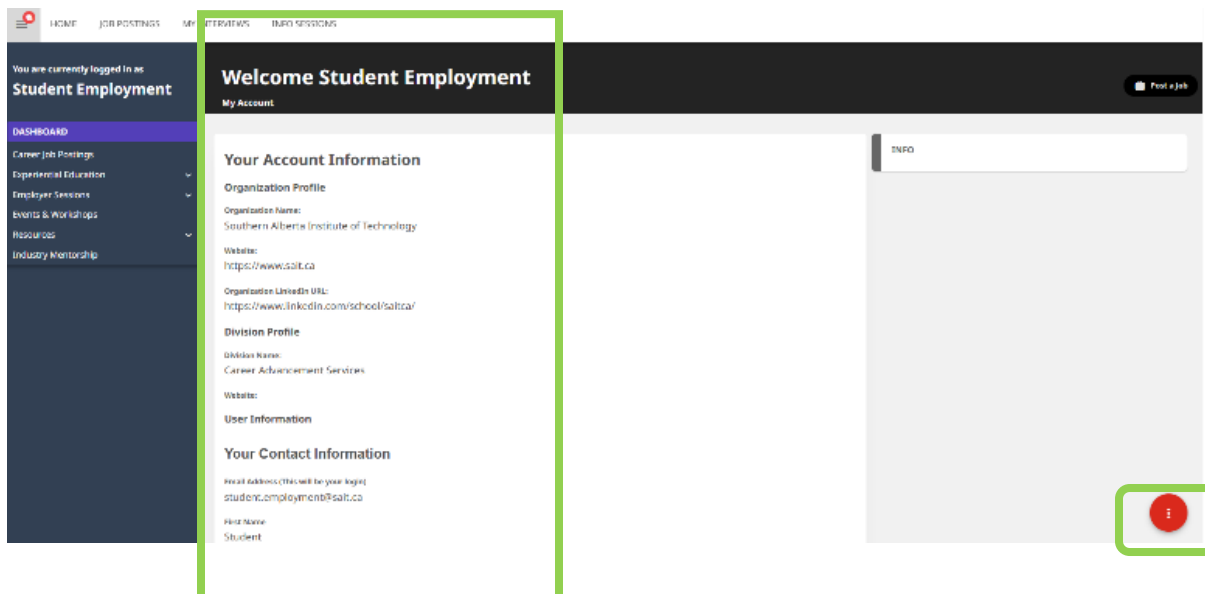 HOME JOB POSTINGS MY INTERVIEWS INFO SESSIONS
You are currently logged in as
Student Employment
DASHBOARD
Career Job Postings
Experiential Education
Employer Sessions
Events & Workshops
Resources
Industry Mentorship
Welcome Student Employment
My Account
Post a Job
Your Account Information
Organization Profile
Organization Name:
Southern Alberta Institute of Technology
Website:
https://www.sait.ca
Organization LinkedIn URL:
https://www.linkedin.com/school/saitca/
Division Profile
Division Name:
Career Advancement Services
Website:
User Information
Your Contact Information
Email Address (This will be your login)
student.employment@sait.ca
First Name
Student
INFO